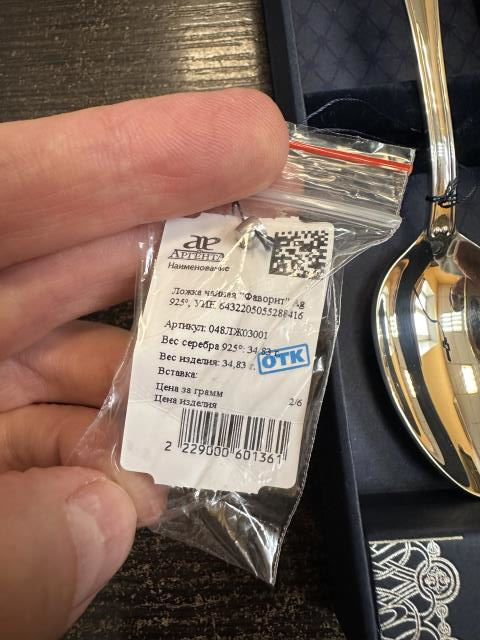 æ
АРГЕНТА
Наименование
Ложка чайная "Фаворит" Ag
925°, УИН 6432205055288416
Артикул: 048ЛЖ03001
Вес серебра 925°: 34,83 г.
Вес изделия: 34,83 г.
ОТК
Вставка:
Цена за грамм
Цена изделия
2/6
2 229000 601361